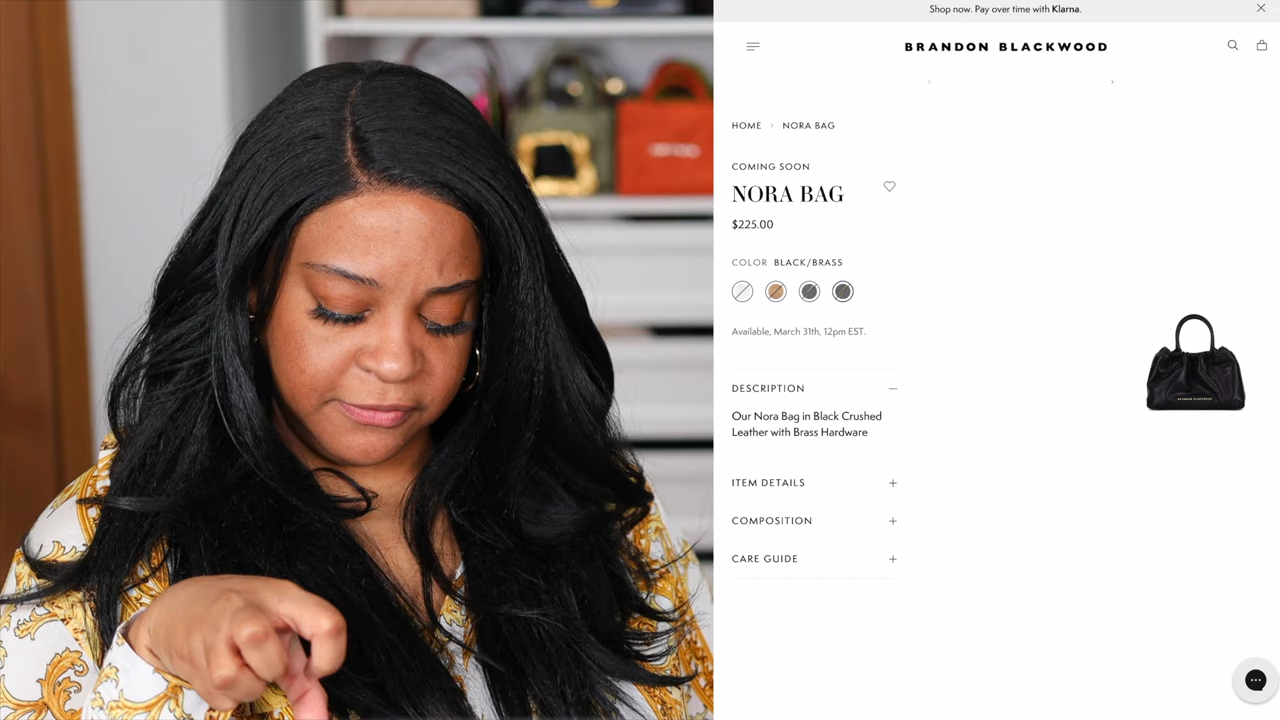 Shop now. Pay over time with Klarna.
BRANDON BLACKWOOD
HOME > NORA BAG
COMING SOON
NORA BAG
$225.00
COLOR BLACK/BRASS
Available, March 31th, 12pm EST.
DESCRIPTION
Our Nora Bag in Black Crushed
Leather with Brass Hardware
ITEM DETAILS
COMPOSITION
CARE GUIDE
BRANDON BLACKWOOD